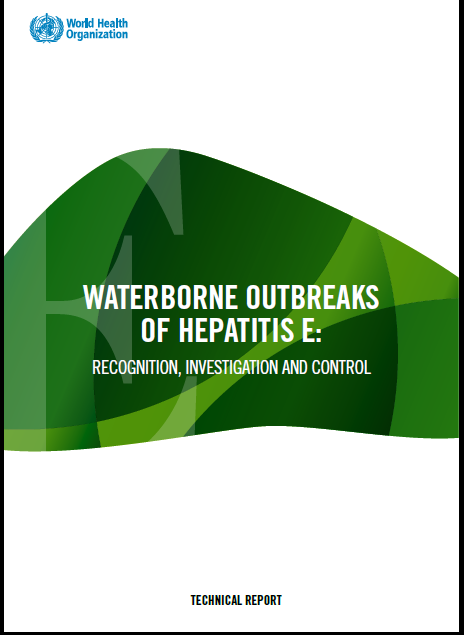 World Health
Organization
E
WATERBORNE OUTBREAKS
OF HEPATITIS E:
RECOGNITION, INVESTIGATION AND CONTROL
TECHNICAL REPORT